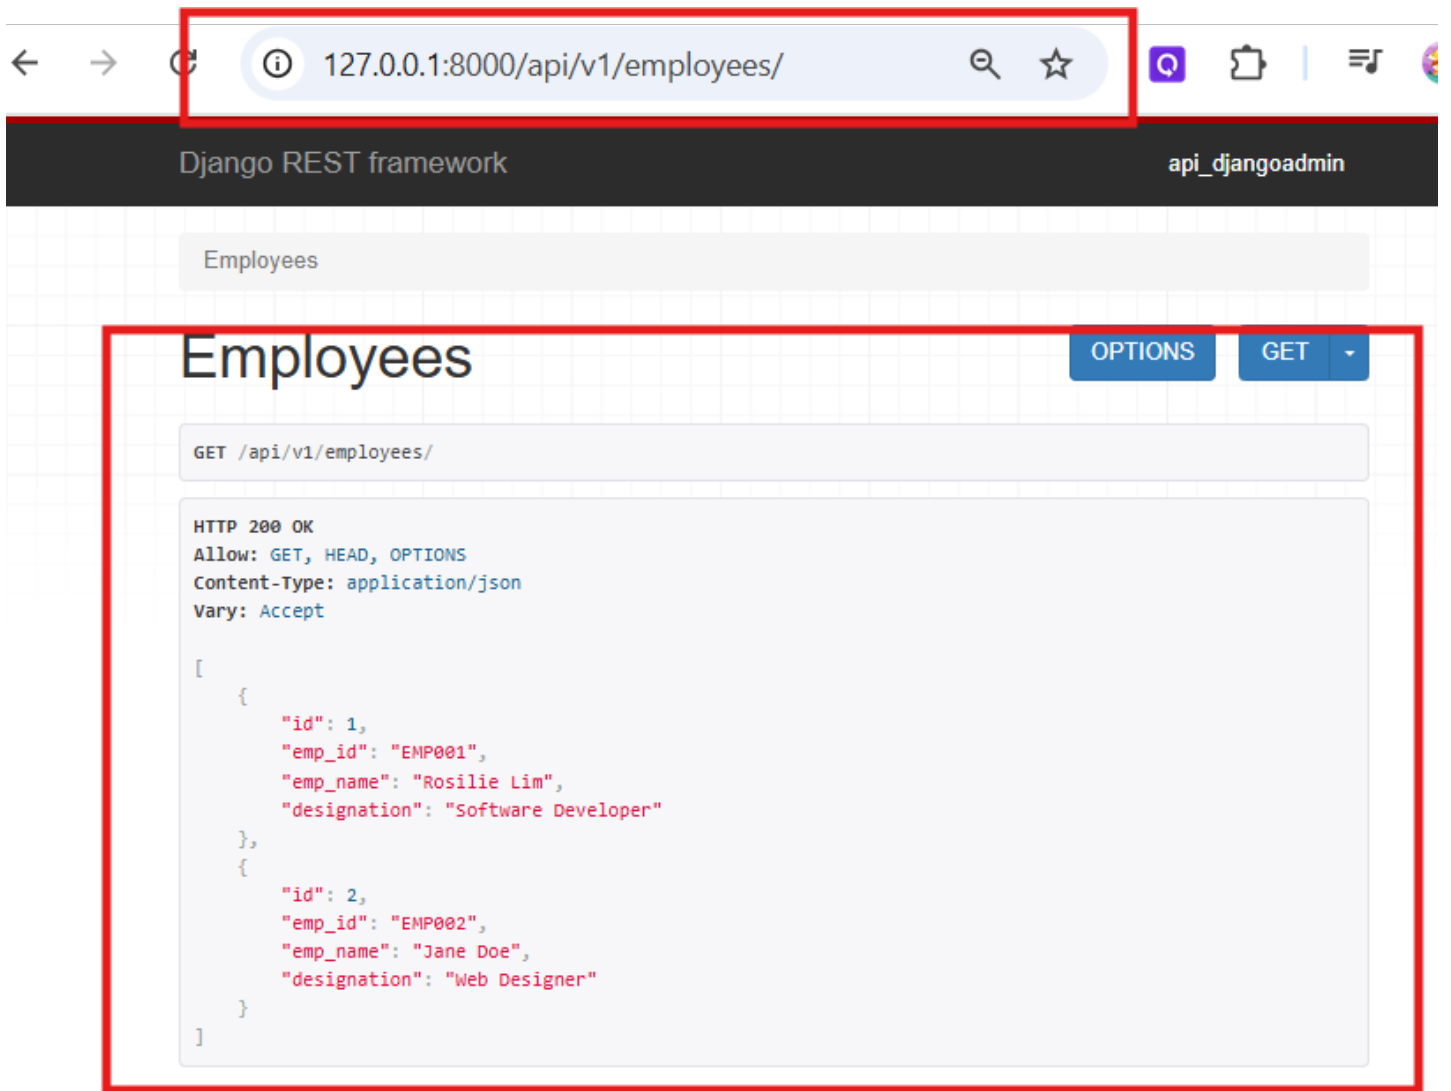 127.0.0.1:8000/api/v1/employees/
Django REST framework
api_djangoadmin
Employees
Employees
OPTIONS
GET
GET /api/v1/employees/
HTTP 200 OK
Allow: GET, HEAD, OPTIONS
Content-Type: application/json
Vary: Accept
[
    {
        "id": 1,
        "emp_id": "EMP001",
        "emp_name": "Rosilie Lim",
        "designation": "Software Developer"
    },
    {
        "id": 2,
        "emp_id": "EMP002",
        "emp_name": "Jane Doe",
        "designation": "Web Designer"
    }
]